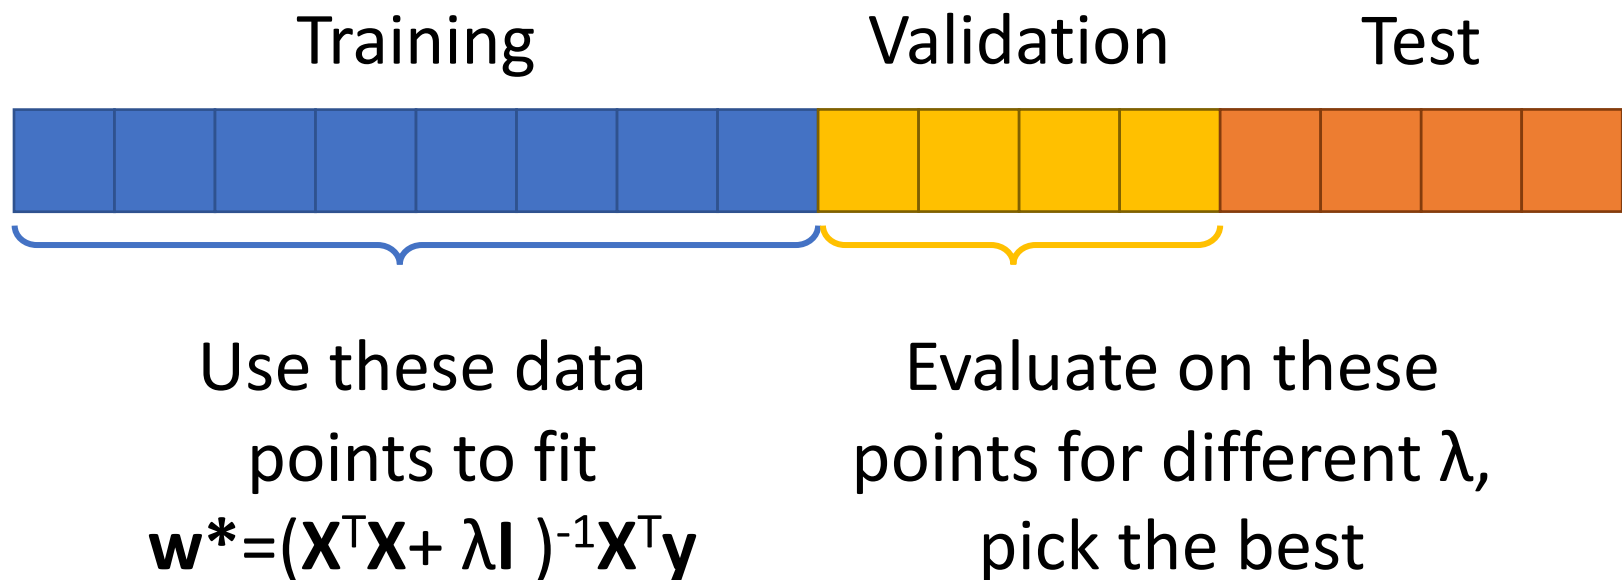 Training
Validation
Test
Use these data
points to fit
w*=(XᵀX+ λI )⁻¹Xᵀy
Evaluate on these
points for different λ,
pick the best